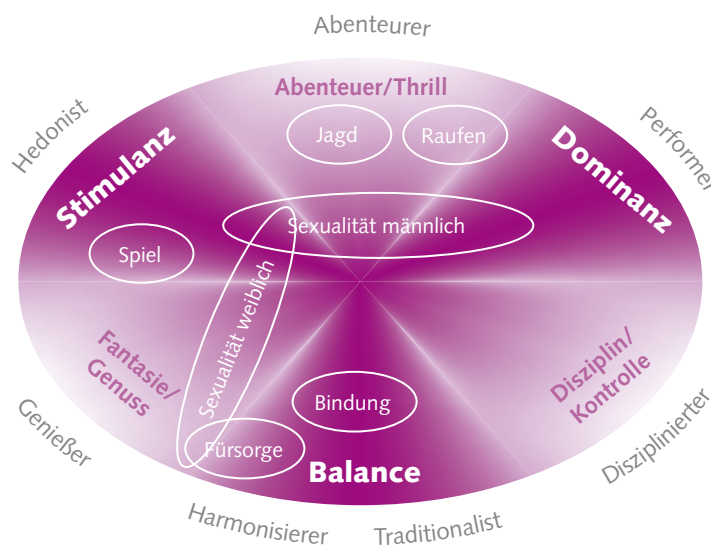 Abenteurer
Hedonist
Performer
Abenteuer/Thrill
Jagd
Raufen
Stimulanz
Dominanz
Sexualität männlich
Spiel
Sexualität weiblich
Fantasie/
Genuss
Disziplin/
Kontrolle
Bindung
Fürsorge
Balance
Genießer
Disziplinierter
Harmonisierer
Traditionalist